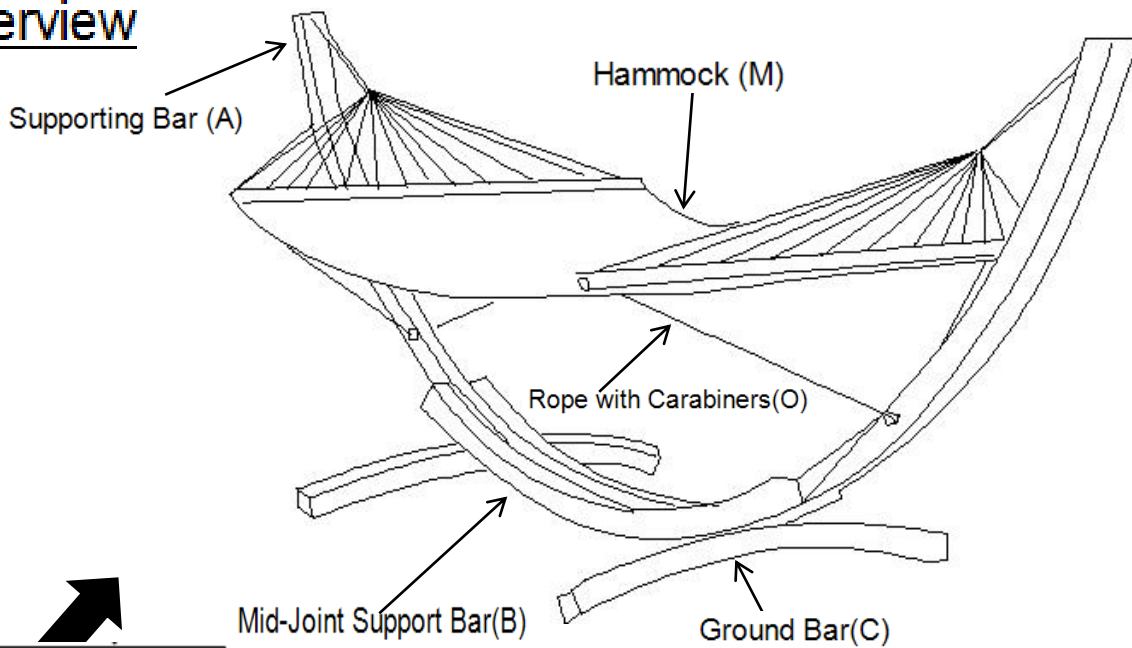 erview
Supporting Bar (A)
Hammock (M)
Rope with Carabiners(O)
Mid-Joint Support Bar(B)
Ground Bar(C)